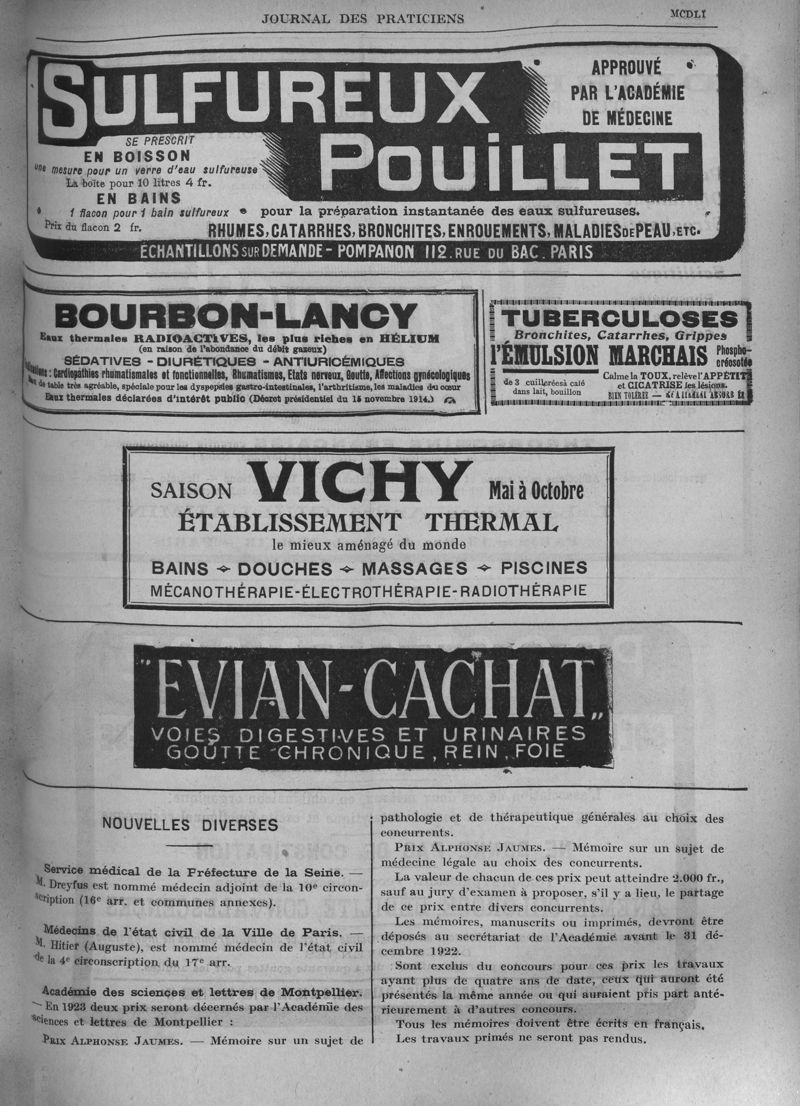 JOURNAL DES PRATICIENS
MCDLI
SULFUREUX
POUILLET
APPROUVÉ
PAR L'ACADÉMIE
DE MÉDECINE
SE PRESCRIT
EN BOISSON
une mesure pour un verre d'eau sulfureuse
La boîte pour 10 litres 4 fr.
EN BAINS
1 flacon pour 1 bain sulfureux
Prix du flacon 2 fr.
pour la préparation instantanée des eaux sulfureuses.
RHUMES, CATARRHES, BRONCHITES, ENROUEMENTS, MALADIES DE PEAU, ETC.
ÉCHANTILLONS SUR DEMANDE - POMPANON 112. RUE DU BAC. PARIS
BOURBON-LANCY
Eaux thermales RADIOACTIVES, les plus riches en HÉLIUM
(en raison de l'abondance du débit gazeux)
SÉDATIVES - DIURÉTIQUES - ANTIURICÉMIQUES
: Cardiopathies rhumatismales et fonctionnelles, Rhumatismes, Etats nerveux, Goutte, Affections gynécologiques
de table très agréable, spéciale pour les dyspepsies gastro-intestinales, l'arthritisme, les maladies du cœur
Eaux thermales déclarées d'intérêt public (Décret présidentiel du 15 novembre 1914.)
TUBERCULOSES
Bronchites, Catarrhes, Grippes
l'ÉMULSION MARCHAIS Phospho-créosotée
de 3 cuillerées à café
dans lait, bouillon
Calme la TOUX, relève l'APPÉTIT
et CICATRISE les lésions.
BIEN TOLÉRÉE —
SAISON VICHY Mai à Octobre
ÉTABLISSEMENT THERMAL
le mieux aménagé du monde
BAINS DOUCHES MASSAGES PISCINES
MÉCANOTHÉRAPIE-ÉLECTROTHÉRAPIE-RADIOTHÉRAPIE
"EVIAN-CACHAT"
VOIES DIGESTIVES ET URINAIRES
GOUTTE CHRONIQUE, REIN, FOIE
NOUVELLES DIVERSES
Service médical de la Préfecture de la Seine. —
M. Dreyfus est nommé médecin adjoint de la 10e circon-
scription (16e arr. et communes annexes).
Médecins de l'état civil de la Ville de Paris. —
M. Hitier (Auguste), est nommé médecin de l'état civil
de la 4e circonscription du 17e arr.
Académie des sciences et lettres de Montpellier.
— En 1923 deux prix seront décernés par l'Académie des
sciences et lettres de Montpellier :
PRIX ALPHONSE JAUMES. — Mémoire sur un sujet de
pathologie et de thérapeutique générales au choix des
concurrents.
PRIX ALPHONSE JAUMES. — Mémoire sur un sujet de
médecine légale au choix des concurrents.
La valeur de chacun de ces prix peut atteindre 2.000 fr.,
sauf au jury d'examen à proposer, s'il y a lieu, le partage
de ce prix entre divers concurrents.
Les mémoires, manuscrits ou imprimés, devront être
déposés au secrétariat de l'Académie avant le 31 dé-
cembre 1922.
Sont exclus du concours pour ces prix les travaux
ayant plus de quatre ans de date, ceux qui auront été
présentés la même année ou qui auraient pris part anté-
rieurement à d'autres concours.
Tous les mémoires doivent être écrits en français.
Les travaux primés ne seront pas rendus.